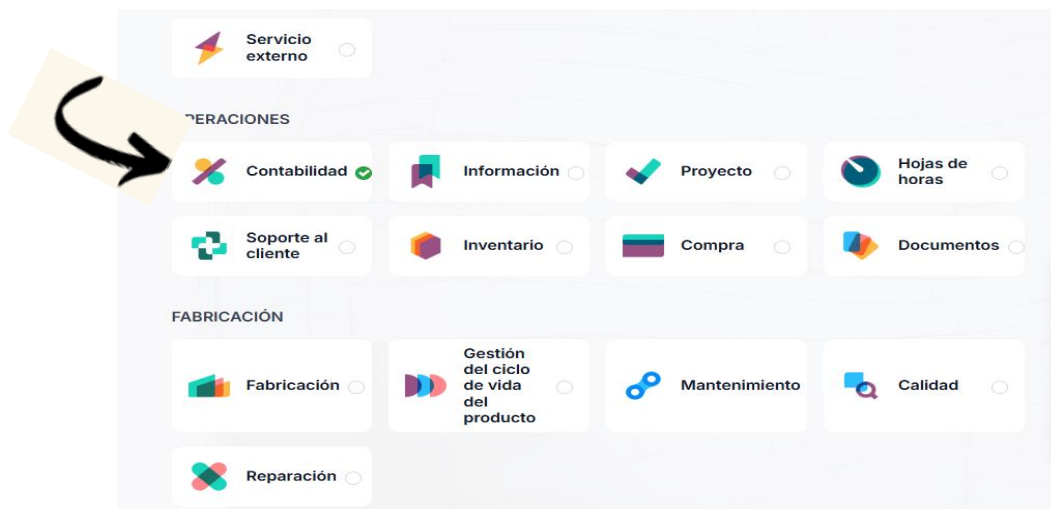 Servicio
externo
PERACIONES
Contabilidad
Información
Proyecto
Hojas de
horas
Soporte al
cliente
Inventario
Compra
Documentos
FABRICACIÓN
Fabricación
Gestión
del ciclo
de vida
del
producto
Mantenimiento
Calidad
Reparación